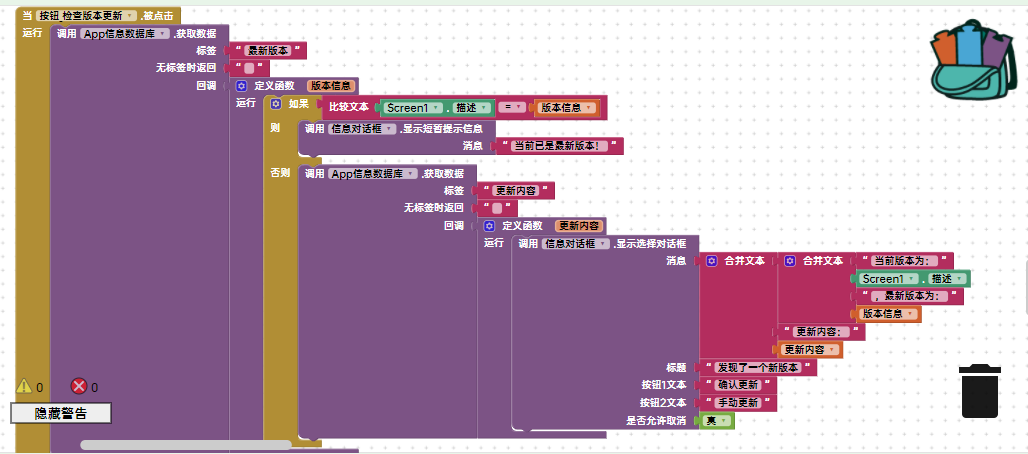 当 按钮_检查版本更新 .被点击
运行 调用 App信息数据库 .获取数据
标签 “ 最新版本 ”
无标签时返回 “ ”
回调 定义函数 版本信息
运行 如果 比较文本 Screen1 . 描述 = 版本信息
则 调用 信息对话框 .显示短暂提示信息
消息 “ 当前已是最新版本！ ”
否则 调用 App信息数据库 .获取数据
标签 “ 更新内容 ”
无标签时返回 “ ”
回调 定义函数 更新内容
运行 调用 信息对话框 .显示选择对话框
消息 合并文本 合并文本 “ 当前版本为： ”
Screen1 . 描述
“ ，最新版本为： ”
版本信息
“ 更新内容： ”
更新内容
标题 “ 发现了一个新版本 ”
按钮1文本 “ 确认更新 ”
按钮2文本 “ 手动更新 ”
是否允许取消 真
0 0
隐藏警告